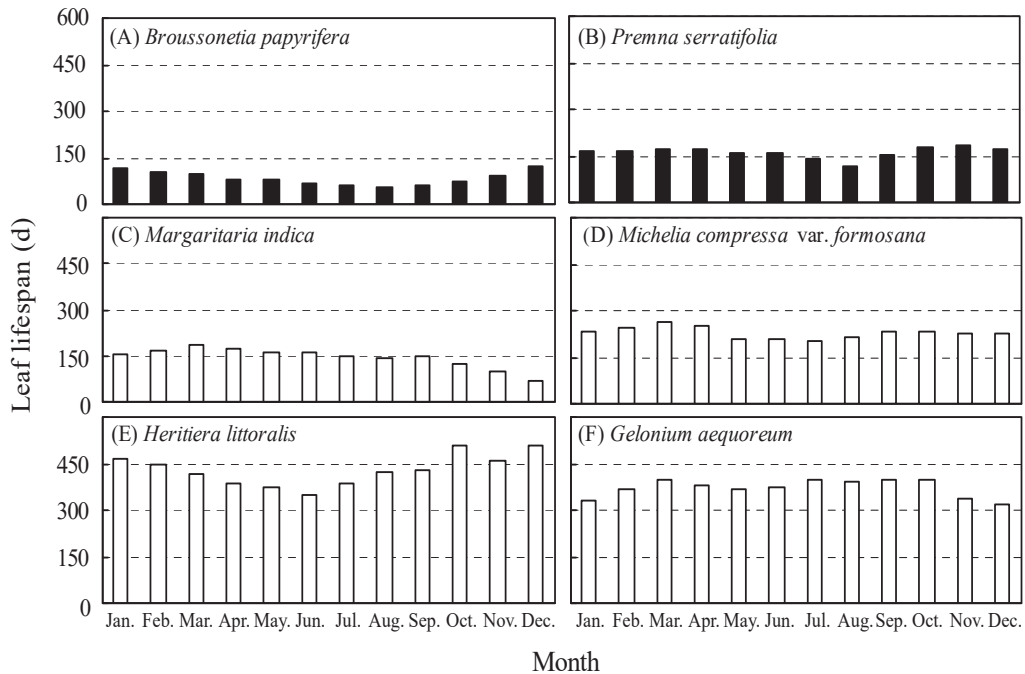 600
450
300
150
0
(A) Broussonetia papyrifera
(B) Premna serratifolia
450
300
150
0
(C) Margaritaria indica
(D) Michelia compressa var. formosana
450
300
150
0
(E) Heritiera littoralis
(F) Gelonium aequoreum
Leaf lifespan (d)
Jan. Feb. Mar. Apr. May. Jun. Jul. Aug. Sep. Oct. Nov. Dec.
Jan. Feb. Mar. Apr. May. Jun. Jul. Aug. Sep. Oct. Nov. Dec.
Month